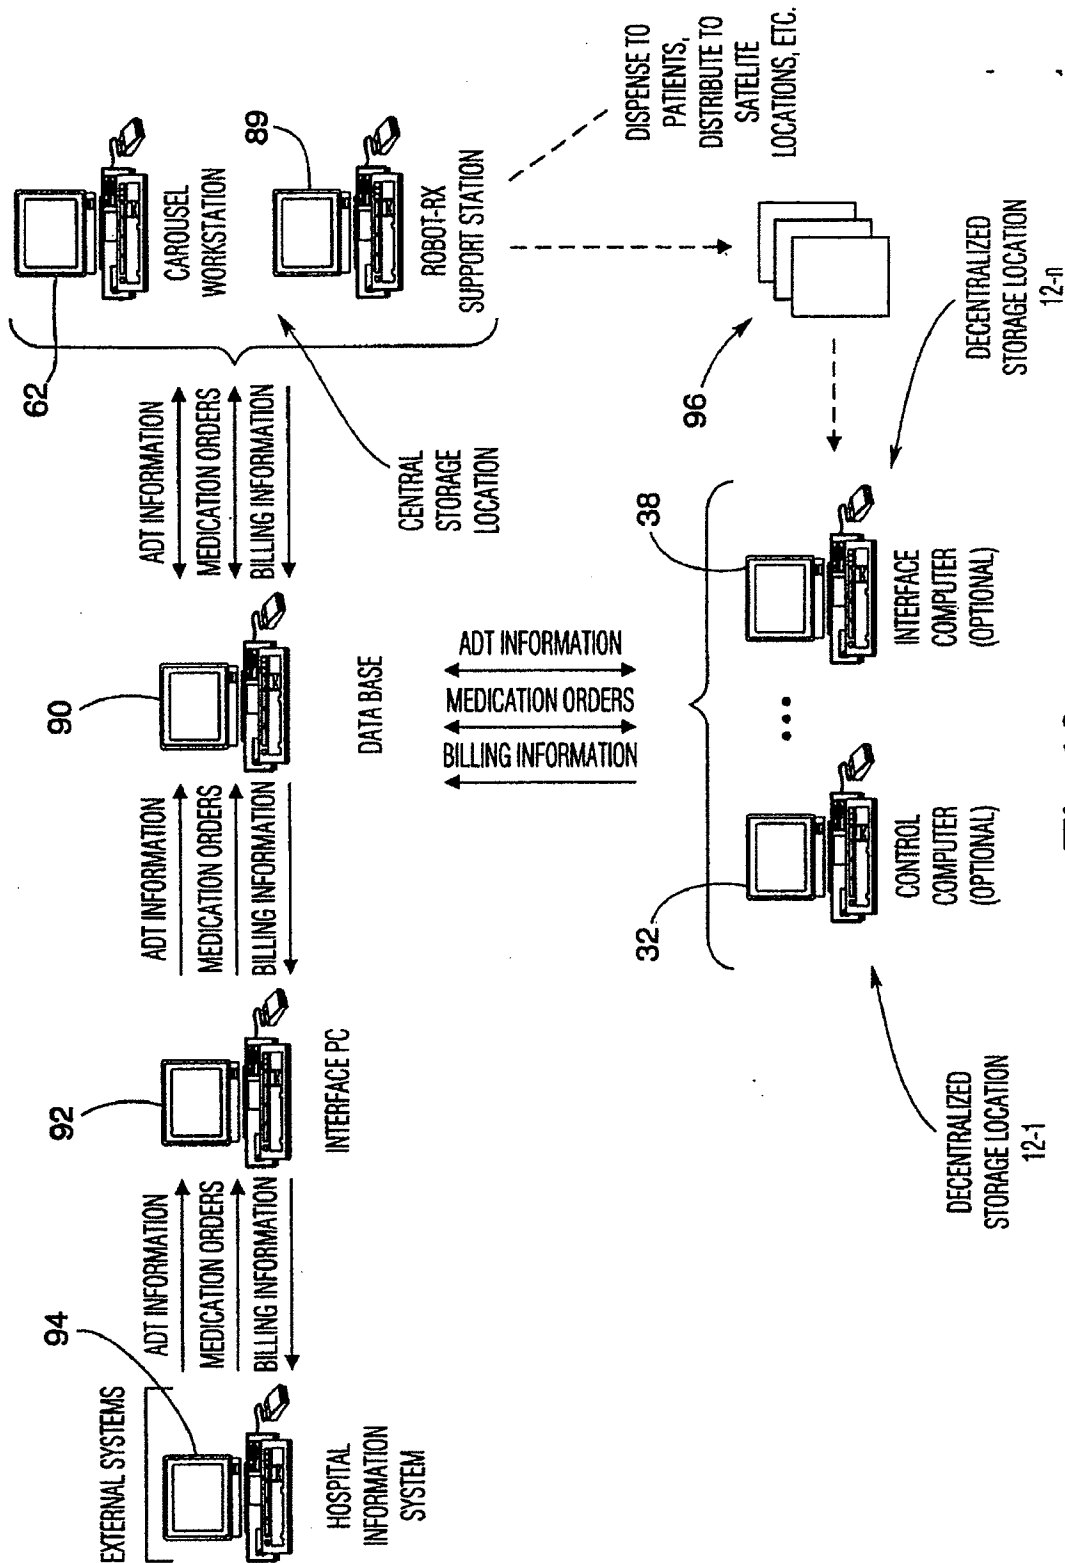 EXTERNAL SYSTEMS
94
HOSPITAL
INFORMATION
SYSTEM
ADT INFORMATION
MEDICATION ORDERS
BILLING INFORMATION
92
INTERFACE PC
ADT INFORMATION
MEDICATION ORDERS
BILLING INFORMATION
90
DATA BASE
ADT INFORMATION
MEDICATION ORDERS
BILLING INFORMATION
62
CAROUSEL
WORKSTATION
89
ROBOT-RX
SUPPORT STATION
CENTRAL
STORAGE
LOCATION
DISPENSE TO
PATIENTS,
DISTRIBUTE TO
SATELITE
LOCATIONS, ETC.
ADT INFORMATION
MEDICATION ORDERS
BILLING INFORMATION
96
32
CONTROL
COMPUTER
(OPTIONAL)
38
INTERFACE
COMPUTER
(OPTIONAL)
DECENTRALIZED
STORAGE LOCATION
12-1
DECENTRALIZED
STORAGE LOCATION
12-n